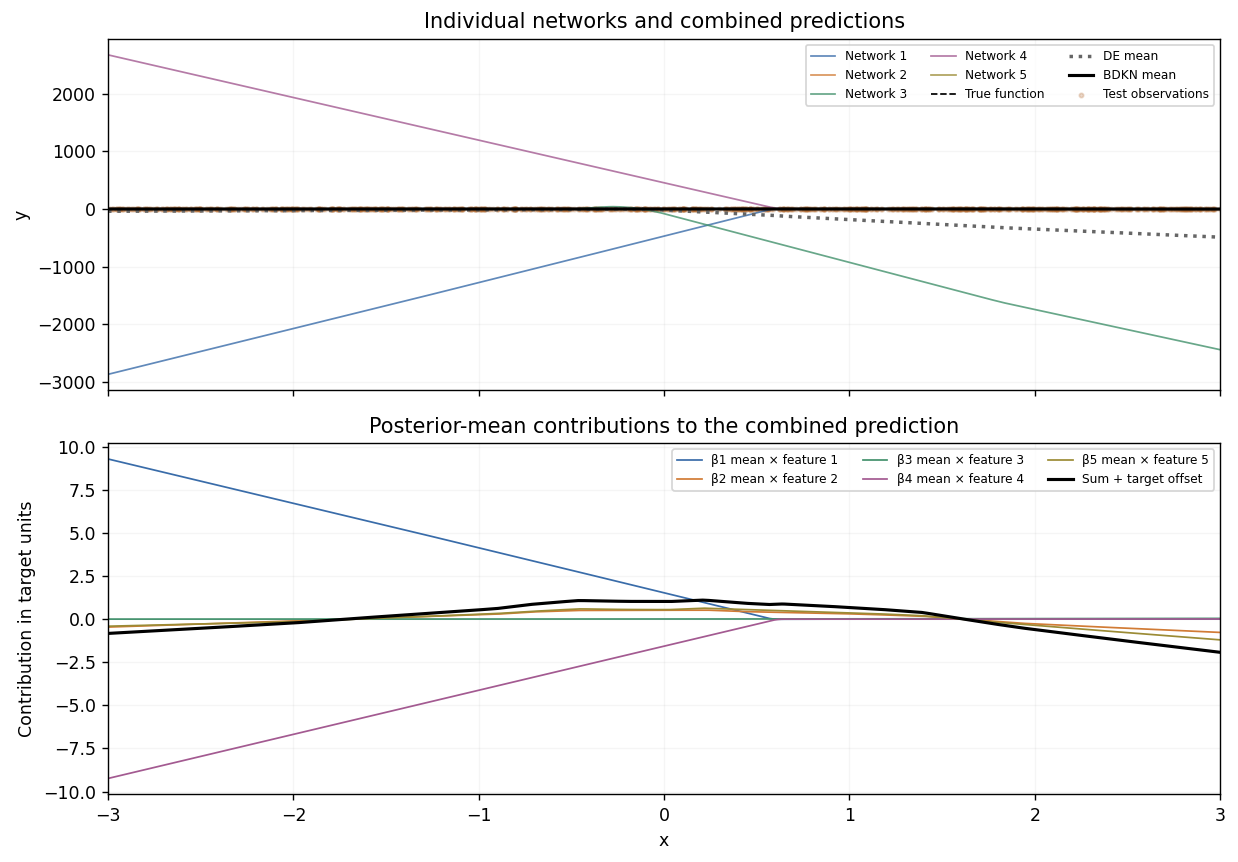 Individual networks and combined predictions
Network 1 Network 4 DE mean
Network 2 Network 5 BDKN mean
Network 3 True function Test observations
2000
1000
0
−1000
−2000
−3000
y
Posterior-mean contributions to the combined prediction
β1 mean × feature 1 β3 mean × feature 3 β5 mean × feature 5
β2 mean × feature 2 β4 mean × feature 4 Sum + target offset
10.0
7.5
5.0
2.5
0.0
−2.5
−5.0
−7.5
−10.0
Contribution in target units
−3 −2 −1 0 1 2 3
x